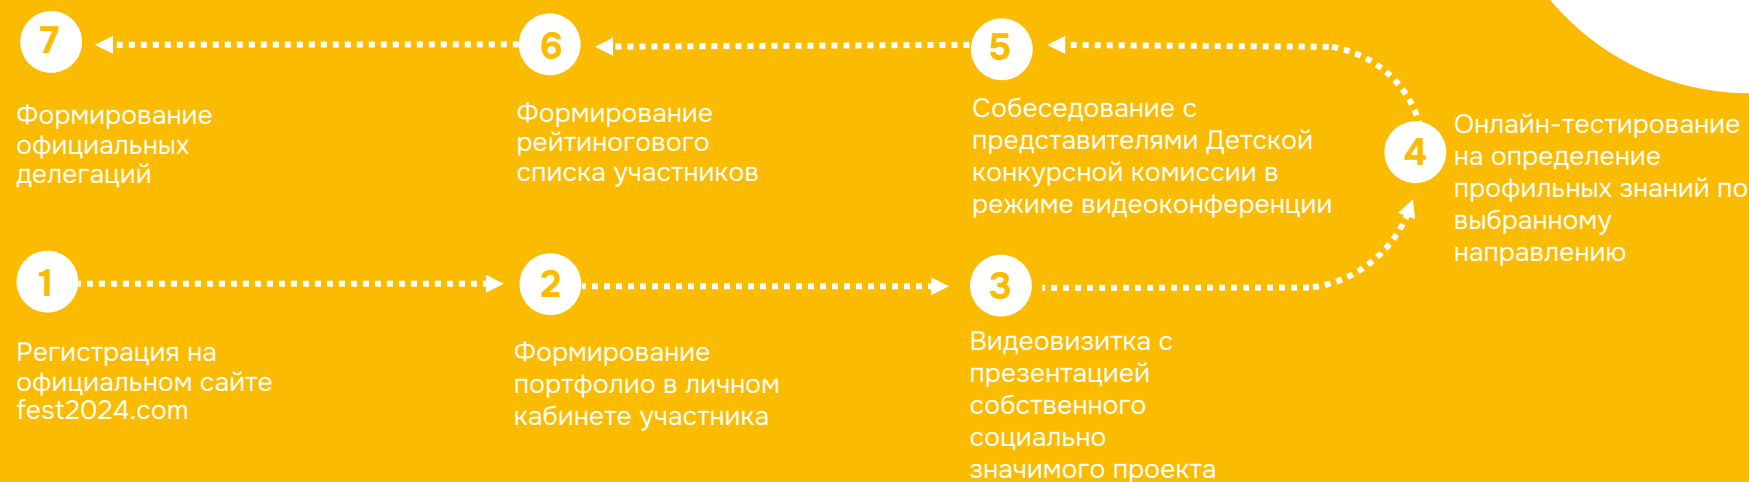 7
Формирование
официальных
делегаций
6
Формирование
рейтингового
списка участников
5
Собеседование с
представителями Детской
конкурсной комиссии в
режиме видеоконференции
4
Онлайн-тестирование
на определение
профильных знаний по
выбранному
направлению
1
Регистрация на
официальном сайте
fest2024.com
2
Формирование
портфолио в личном
кабинете участника
3
Видеовизитка с
презентацией
собственного
социально
значимого проекта